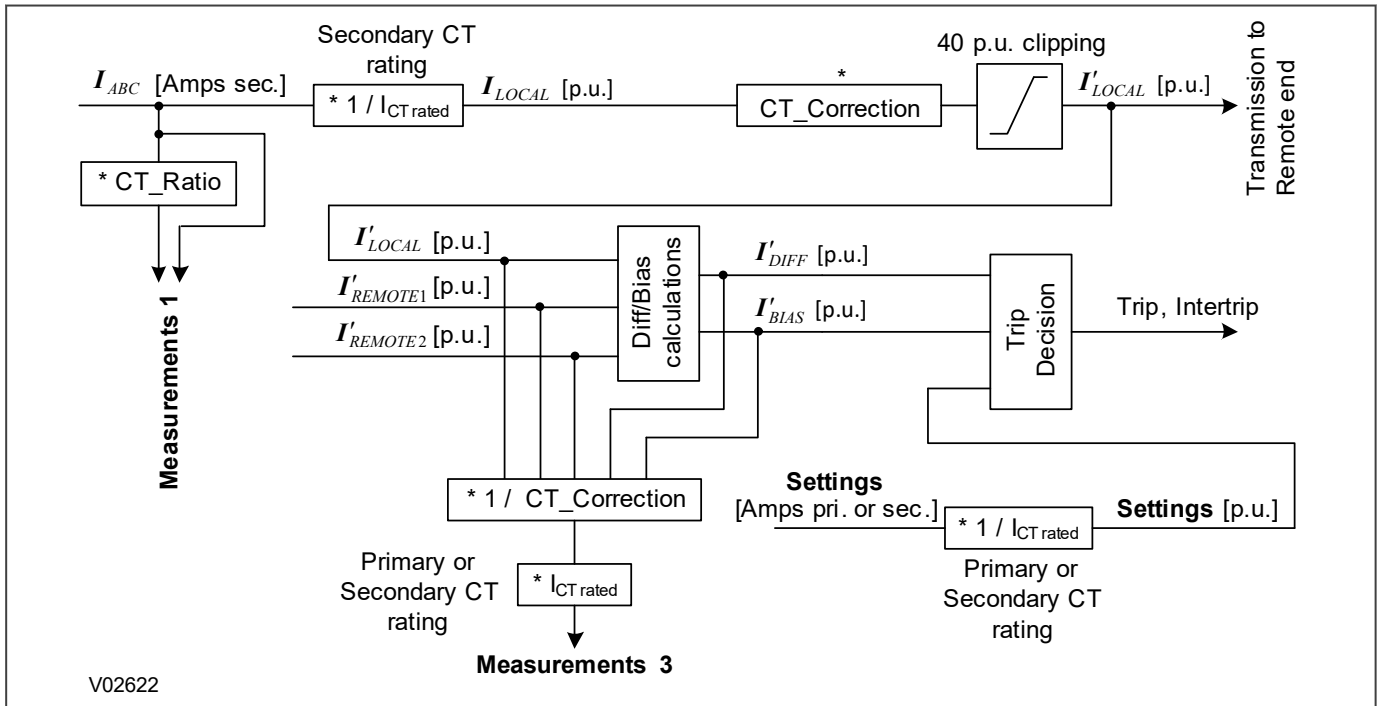 Secondary CT
rating
40 p.u. clipping
I_ABC [Amps sec.]
* 1 / I_CT rated
I_LOCAL [p.u.]
*
CT_Correction
I′_LOCAL [p.u.]
Transmission to
Remote end
* CT_Ratio
Measurements 1
I′_LOCAL [p.u.]
I′_REMOTE1 [p.u.]
I′_REMOTE2 [p.u.]
Diff/Bias
calculations
I′_DIFF [p.u.]
I′_BIAS [p.u.]
Trip
Decision
Trip, Intertrip
* 1 / CT_Correction
Settings
[Amps pri. or sec.]
* 1 / I_CT rated
Settings [p.u.]
Primary or
Secondary CT
rating
Primary or
Secondary CT
rating
* I_CT rated
Measurements 3
V02622